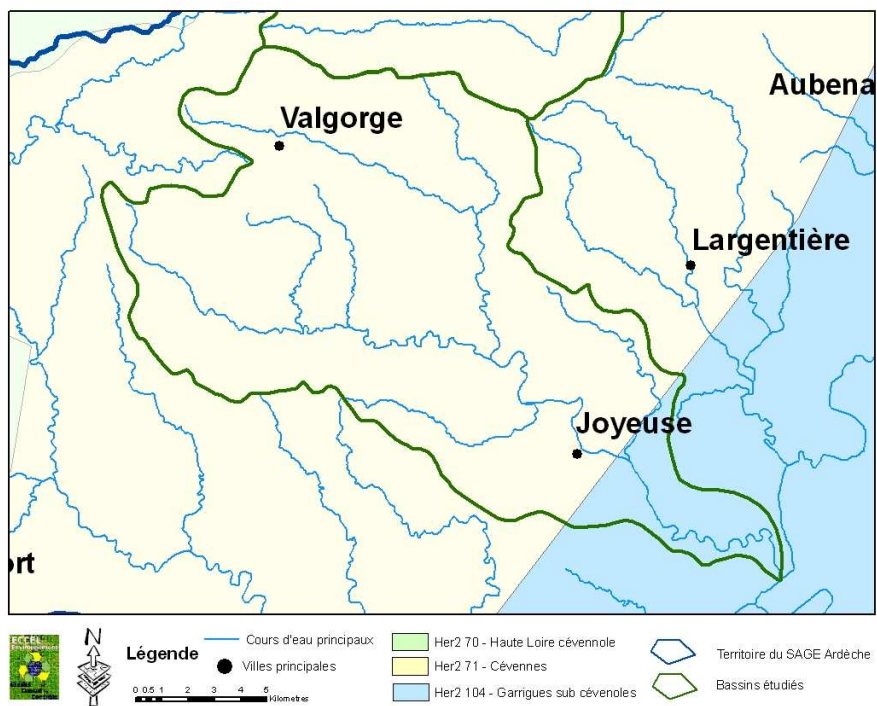 Aubena
Valgorge
Largentière
Joyeuse
ort
ECCEL
Environnement
N
Légende
Cours d'eau principaux
Villes principales
0 0.5 1 2 3 4 5
Kilometres
Her2 70 - Haute Loire cévennole
Her2 71 - Cévennes
Her2 104 - Garrigues sub cévenoles
Territoire du SAGE Ardèche
Bassins étudiés